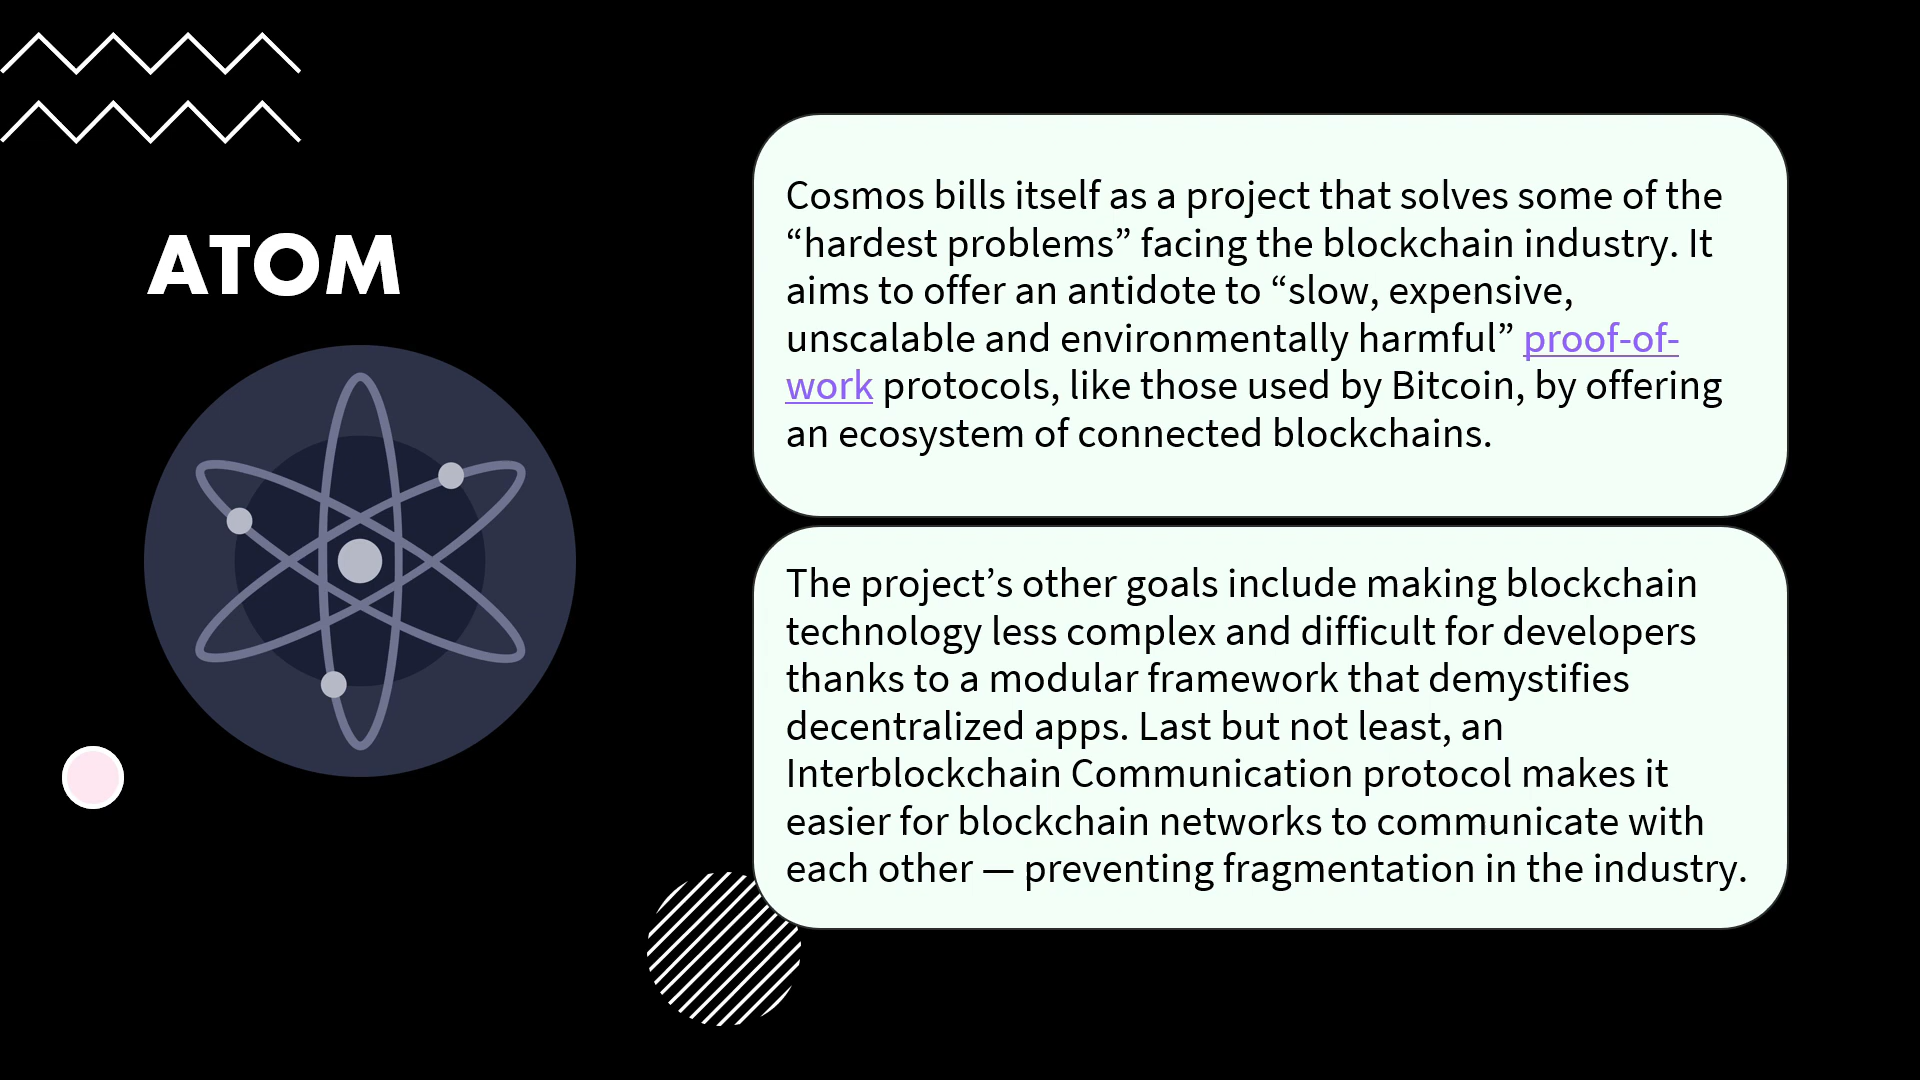 ATOM
Cosmos bills itself as a project that solves some of the
“hardest problems” facing the blockchain industry. It
aims to offer an antidote to “slow, expensive,
unscalable and environmentally harmful” proof-of-
work protocols, like those used by Bitcoin, by offering
an ecosystem of connected blockchains.
The project’s other goals include making blockchain
technology less complex and difficult for developers
thanks to a modular framework that demystifies
decentralized apps. Last but not least, an
Interblockchain Communication protocol makes it
easier for blockchain networks to communicate with
each other — preventing fragmentation in the industry.